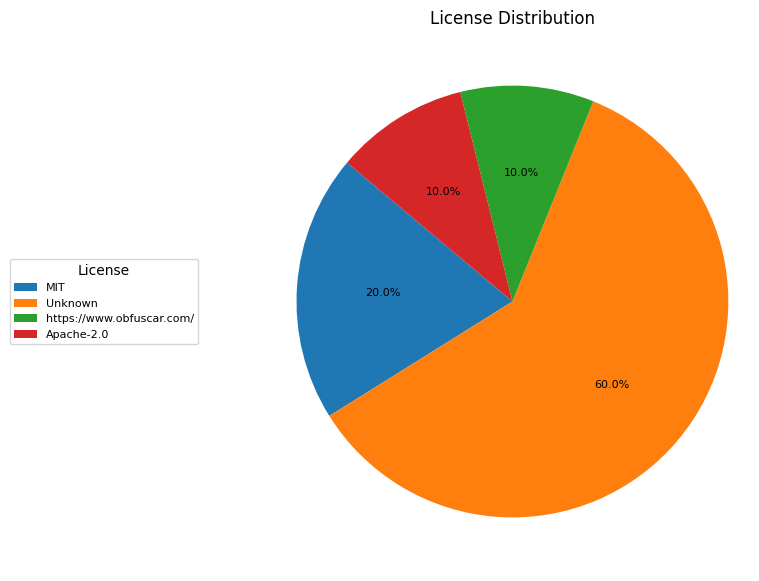 License Distribution
10.0%
10.0%
20.0%
60.0%
License
MIT
Unknown
https://www.obfuscar.com/
Apache-2.0